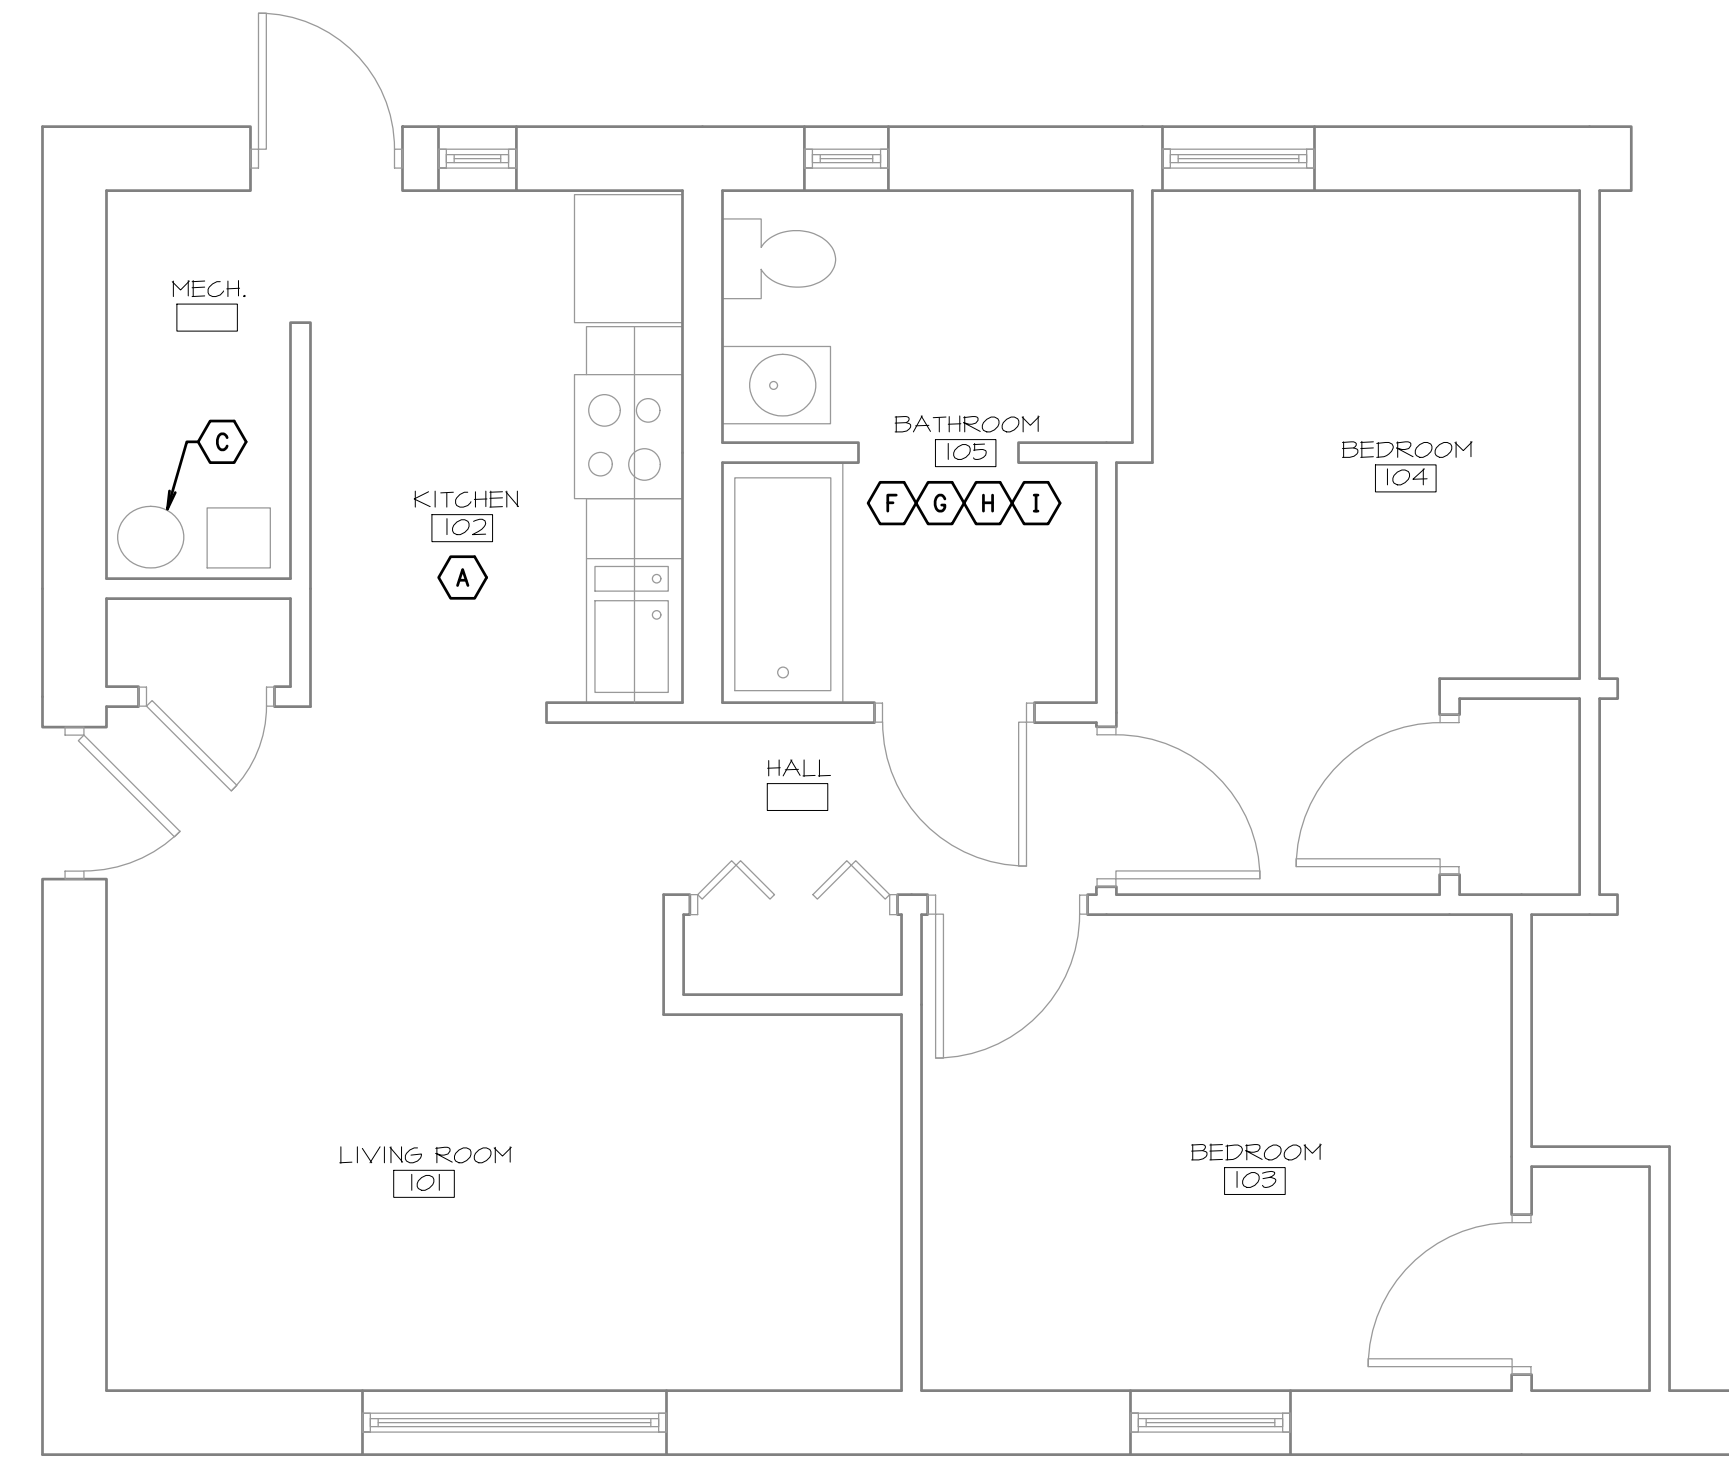 MECH.
C
KITCHEN
102
A
BATHROOM
105
F G H I
BEDROOM
104
HALL
LIVING ROOM
101
BEDROOM
103